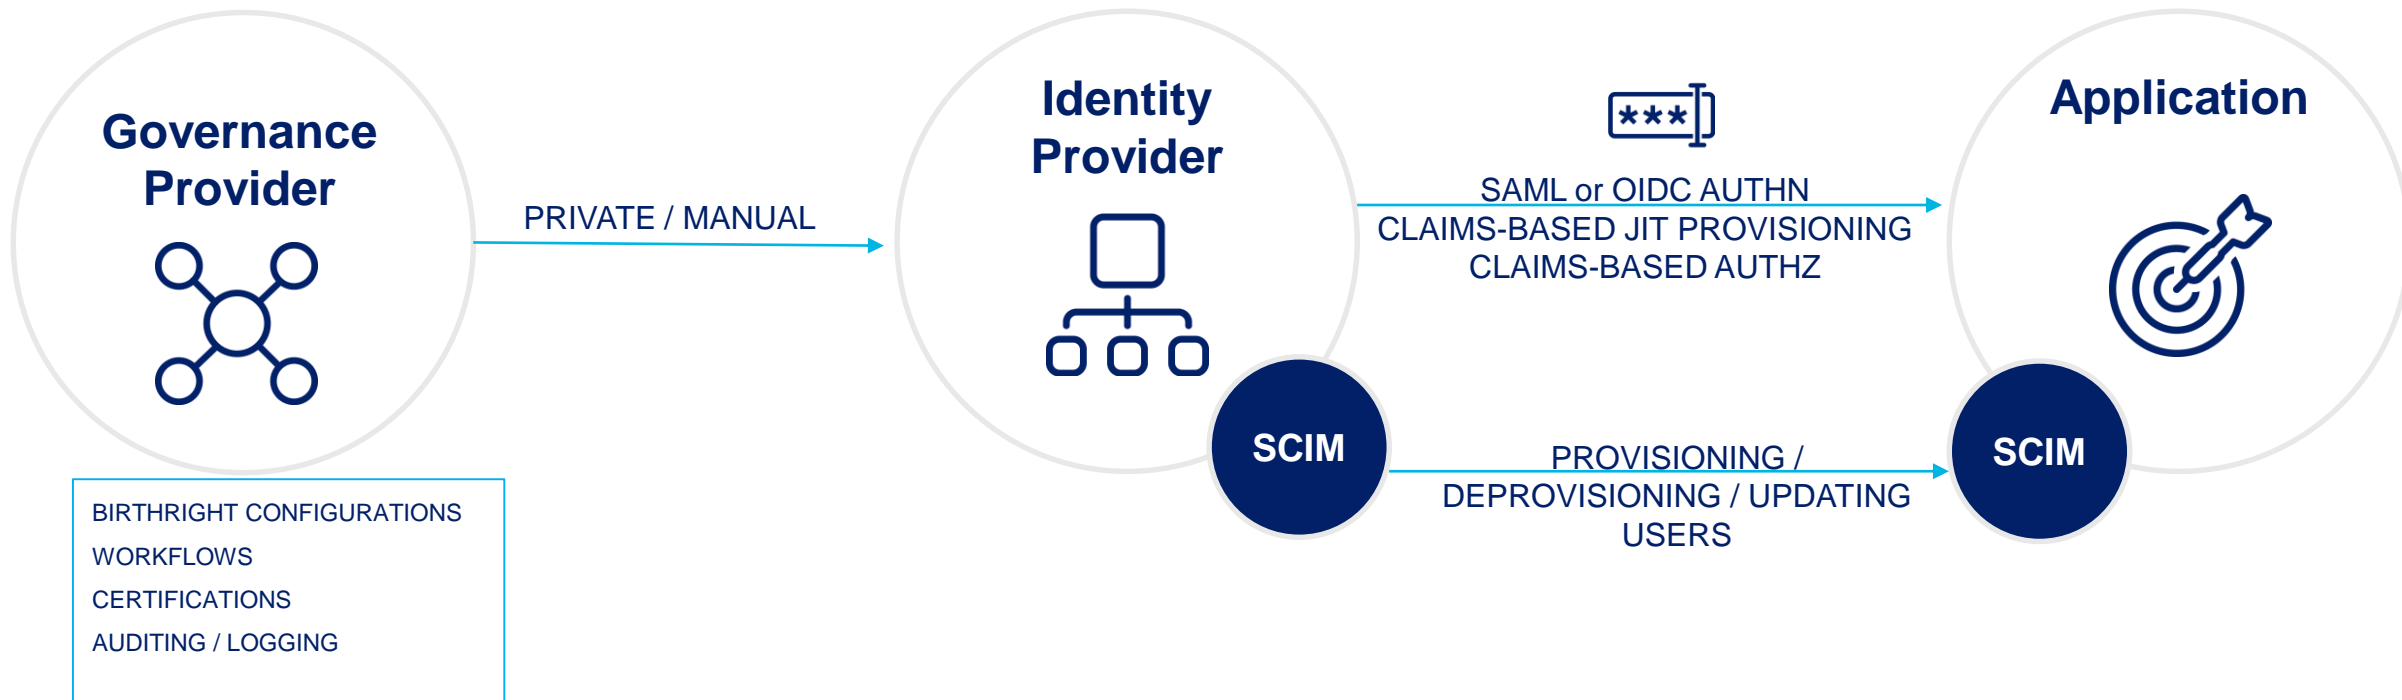 Governance
Provider
PRIVATE / MANUAL
BIRTHRIGHT CONFIGURATIONS
WORKFLOWS
CERTIFICATIONS
AUDITING / LOGGING
Identity
Provider
SCIM
***
SAML or OIDC AUTHN
CLAIMS-BASED JIT PROVISIONING
CLAIMS-BASED AUTHZ
PROVISIONING /
DEPROVISIONING / UPDATING
USERS
Application
SCIM